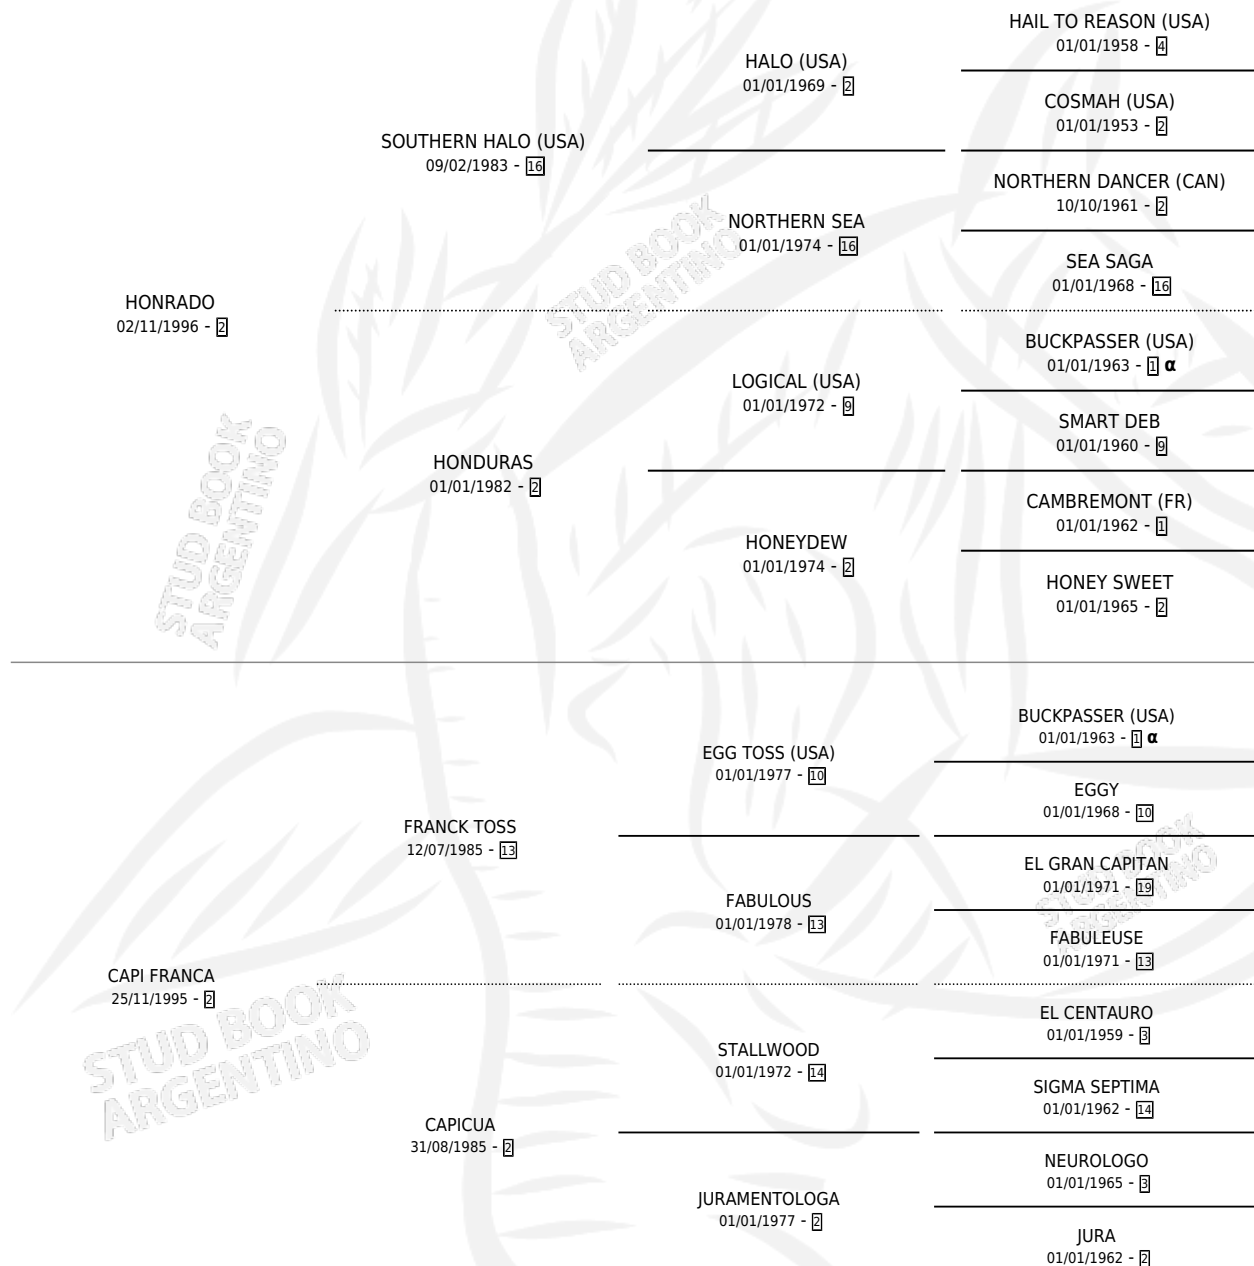 HAIL TO REASON (USA)
01/01/1958 - 4
HALO (USA)
01/01/1969 - 2
COSMAH (USA)
01/01/1953 - 2
SOUTHERN HALO (USA)
09/02/1983 - 16
NORTHERN DANCER (CAN)
10/10/1961 - 2
NORTHERN SEA
01/01/1974 - 16
SEA SAGA
01/01/1968 - 16
HONRADO
02/11/1996 - 2
BUCKPASSER (USA)
01/01/1963 - 1 α
LOGICAL (USA)
01/01/1972 - 9
SMART DEB
01/01/1960 - 9
HONDURAS
01/01/1982 - 2
CAMBREMONT (FR)
01/01/1962 - 1
HONEYDEW
01/01/1974 - 2
HONEY SWEET
01/01/1965 - 2
BUCKPASSER (USA)
01/01/1963 - 1 α
EGG TOSS (USA)
01/01/1977 - 10
EGGY
01/01/1968 - 10
FRANCK TOSS
12/07/1985 - 13
EL GRAN CAPITAN
01/01/1971 - 19
FABULOUS
01/01/1978 - 13
FABULEUSE
01/01/1971 - 13
CAPI FRANCA
25/11/1995 - 2
EL CENTAURO
01/01/1959 - 3
STALLWOOD
01/01/1972 - 14
SIGMA SEPTIMA
01/01/1962 - 14
CAPICUA
31/08/1985 - 2
NEUROLOGO
01/01/1965 - 3
JURAMENTOLOGA
01/01/1977 - 2
JURA
01/01/1962 - 2
STUD BOOK
ARGENTINO
STUD BOOK
ARGENTINO
STUD BOOK
ARGENTINO
STUD BOOK
ARGENTINO